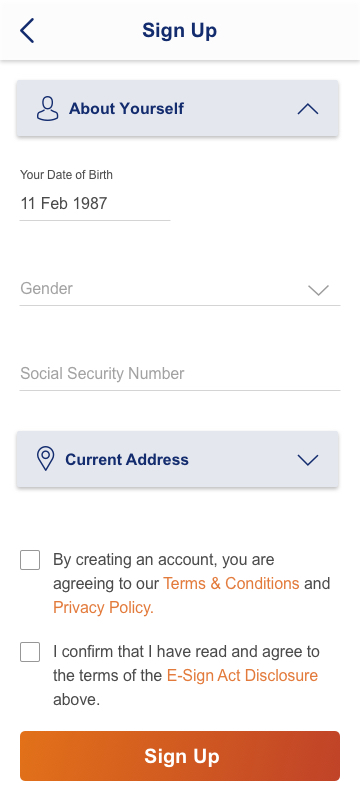 Sign Up
About Yourself
Your Date of Birth
11 Feb 1987
Gender
Social Security Number
Current Address
By creating an account, you are
agreeing to our Terms & Conditions and
Privacy Policy.
I confirm that I have read and agree to
the terms of the E-Sign Act Disclosure
above.
Sign Up